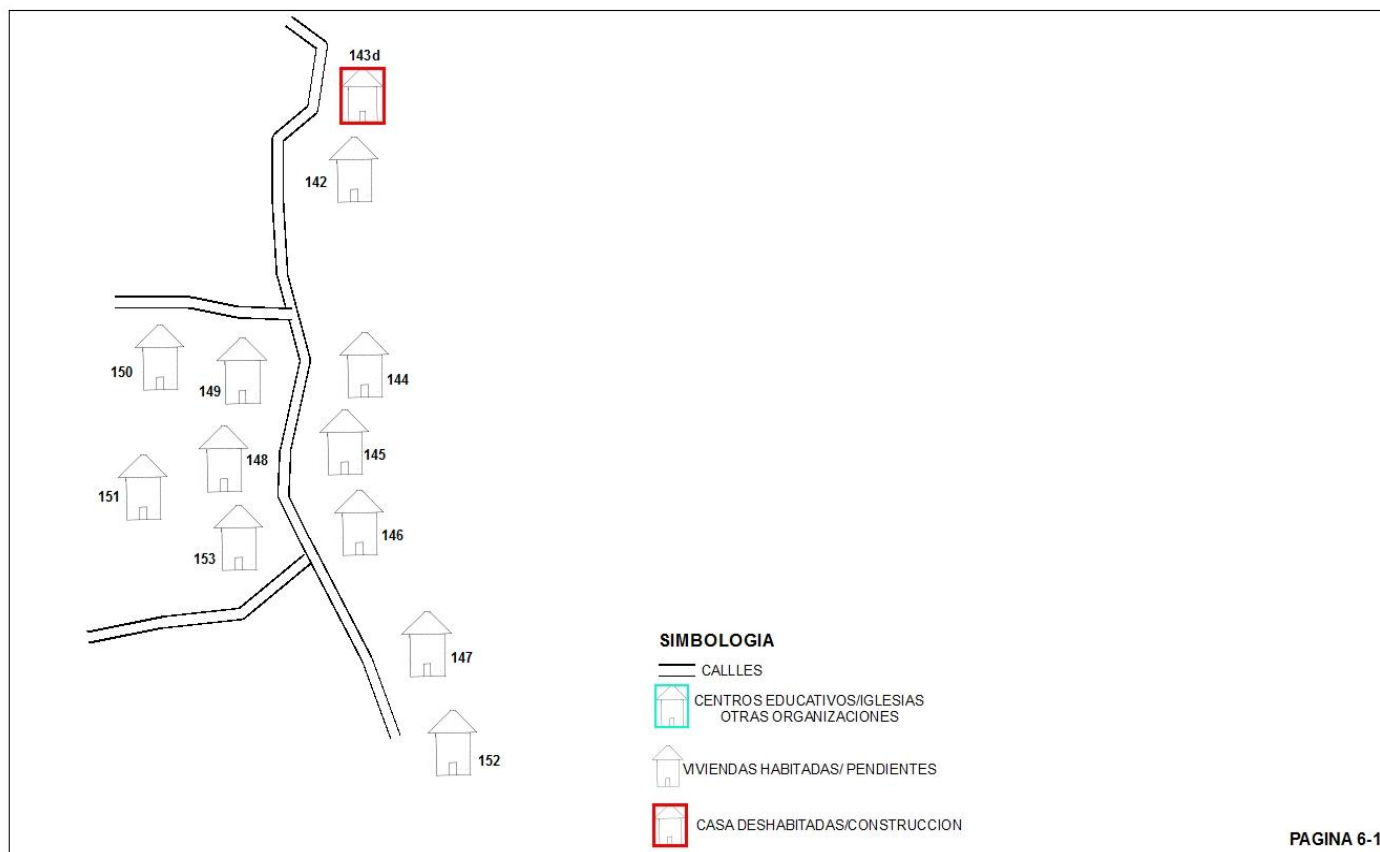 143d
142
150
149
144
148
145
151
153
146
147
152
SIMBOLOGIA
CALLLES
CENTROS EDUCATIVOS/IGLESIAS
OTRAS ORGANIZACIONES
VIVIENDAS HABITADAS/ PENDIENTES
CASA DESHABITADAS/CONSTRUCCION
PAGINA 6-1